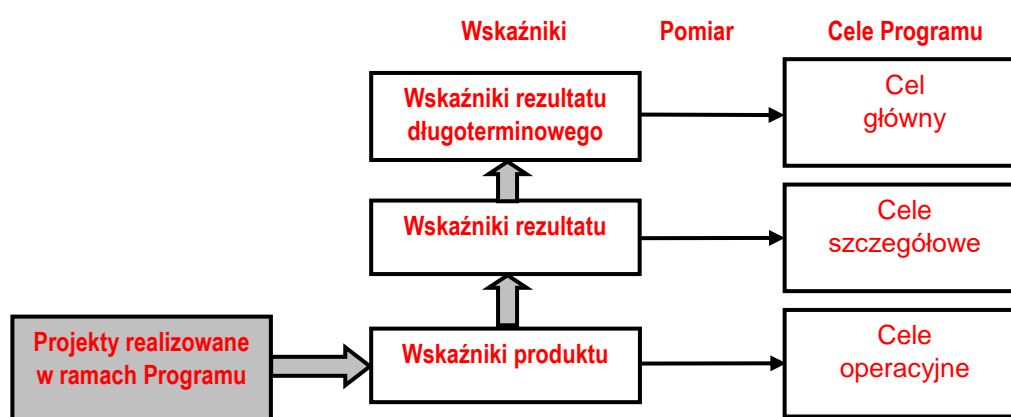 Wskaźniki Pomiar Cele Programu
Wskaźniki rezultatu
długoterminowego
Cel
główny
Wskaźniki rezultatu
Cele
szczegółowe
Projekty realizowane
w ramach Programu
Wskaźniki produktu
Cele
operacyjne